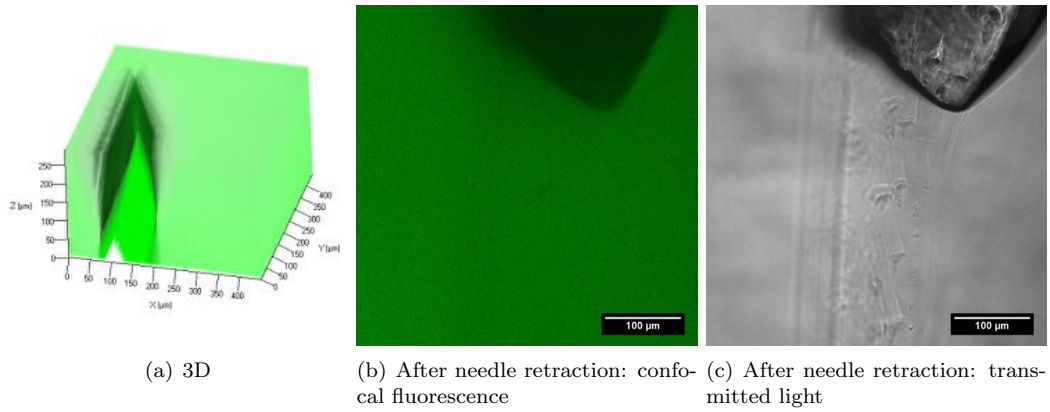 250
200
150
100
50
0
Z [µm]
0
50
100
150
200
250
300
350
400
X [µm]
0
50
100
150
200
250
300
350
400
Y [µm]
100 µm
100 µm
(a) 3D
(b) After needle retraction: confo-
cal fluorescence
(c) After needle retraction: trans-
mitted light